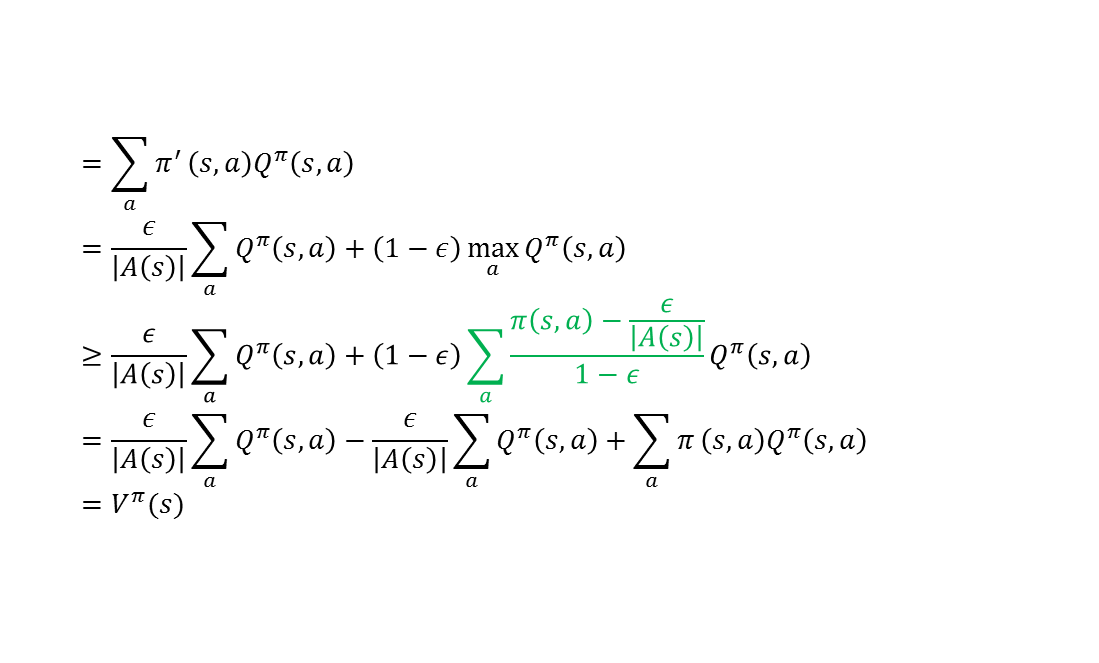 = ∑_a π′(s, a)Q^π(s, a)
= ϵ/|A(s)| ∑_a Q^π(s, a) + (1 − ϵ) max_a Q^π(s, a)
≥ ϵ/|A(s)| ∑_a Q^π(s, a) + (1 − ϵ) ∑_a (π(s, a) − ϵ/|A(s)|)/(1 − ϵ) Q^π(s, a)
= ϵ/|A(s)| ∑_a Q^π(s, a) − ϵ/|A(s)| ∑_a Q^π(s, a) + ∑_a π(s, a)Q^π(s, a)
= V^π(s)